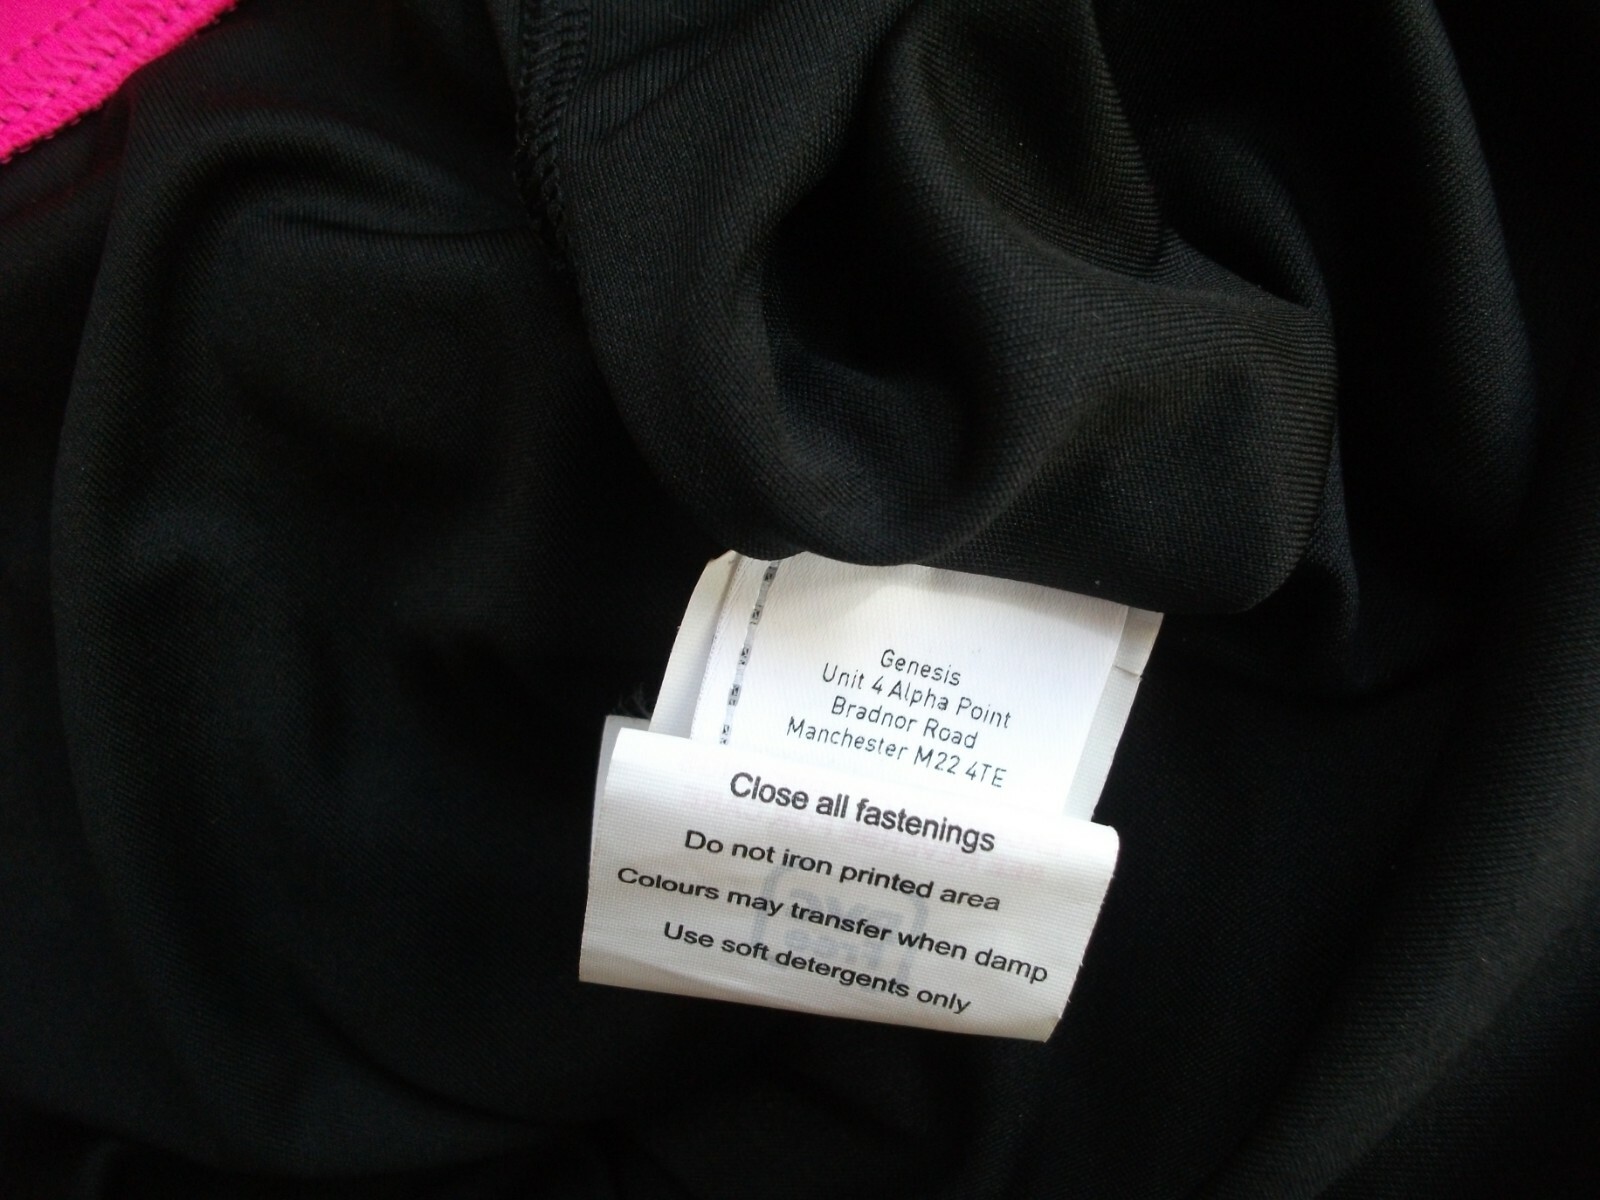 Genesis
Unit 4 Alpha Point
Bradnor Road
Manchester M22 4TE
Close all fastenings
Do not iron printed area
Colours may transfer when damp
Use soft detergents only